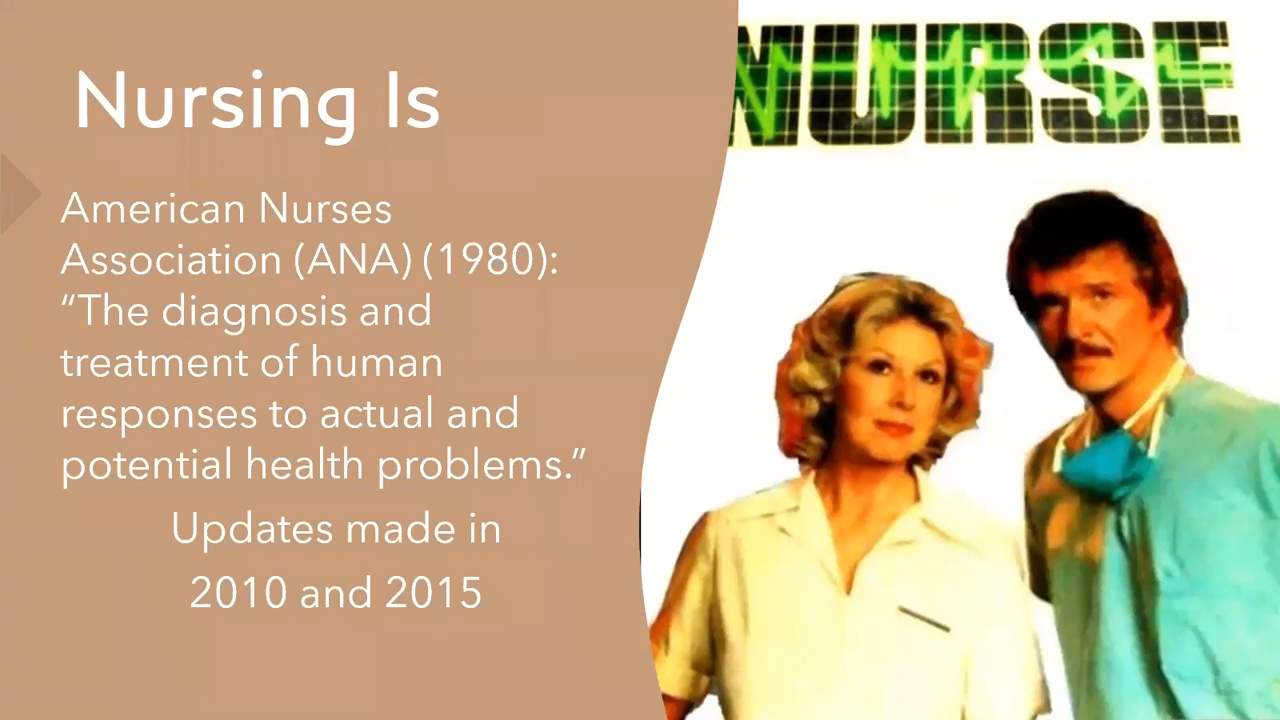 Nursing Is
American Nurses
Association (ANA) (1980):
“The diagnosis and
treatment of human
responses to actual and
potential health problems.”
Updates made in
2010 and 2015
NURSE